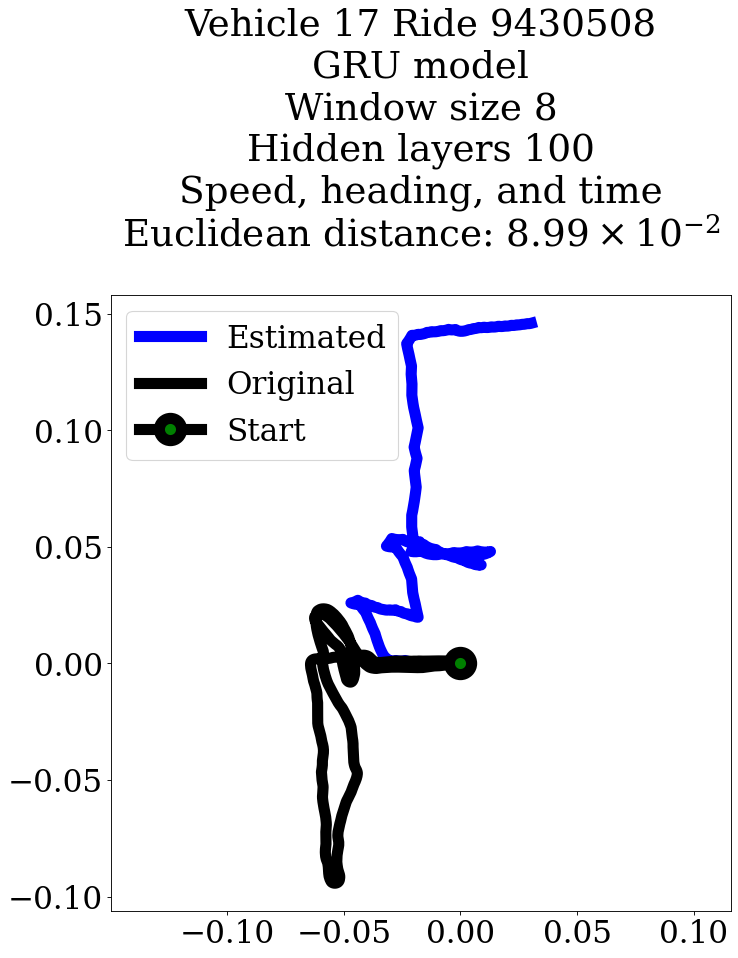 Vehicle 17 Ride 9430508
GRU model
Window size 8
Hidden layers 100
Speed, heading, and time
Euclidean distance: 8.99 × 10⁻²
Estimated
Original
Start
0.15
0.10
0.05
0.00
−0.05
−0.10
−0.10 −0.05 0.00 0.05 0.10